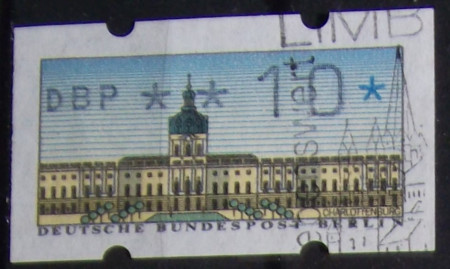 LIMB
DBP * * 10 *
CHARLOTTENBURG
DEUTSCHE BUNDESPOST BERLIN